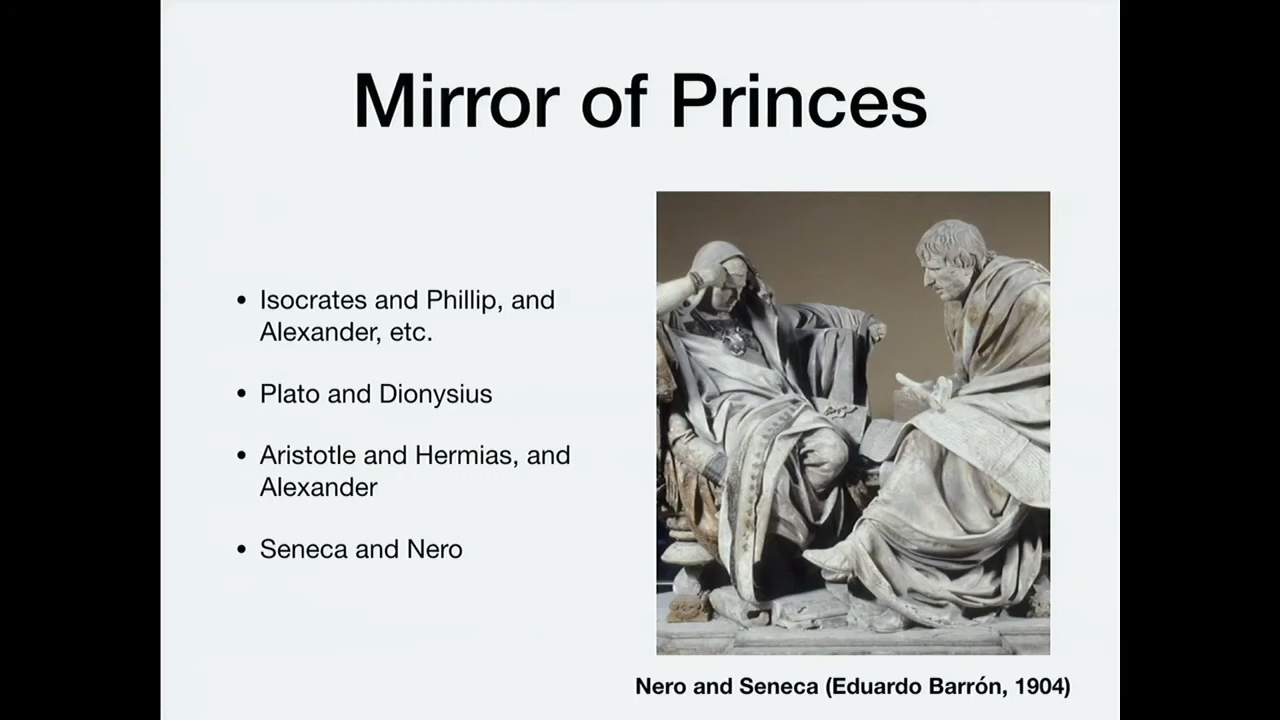 Mirror of Princes
• Isocrates and Phillip, and
Alexander, etc.
• Plato and Dionysius
• Aristotle and Hermias, and
Alexander
• Seneca and Nero
Nero and Seneca (Eduardo Barrón, 1904)